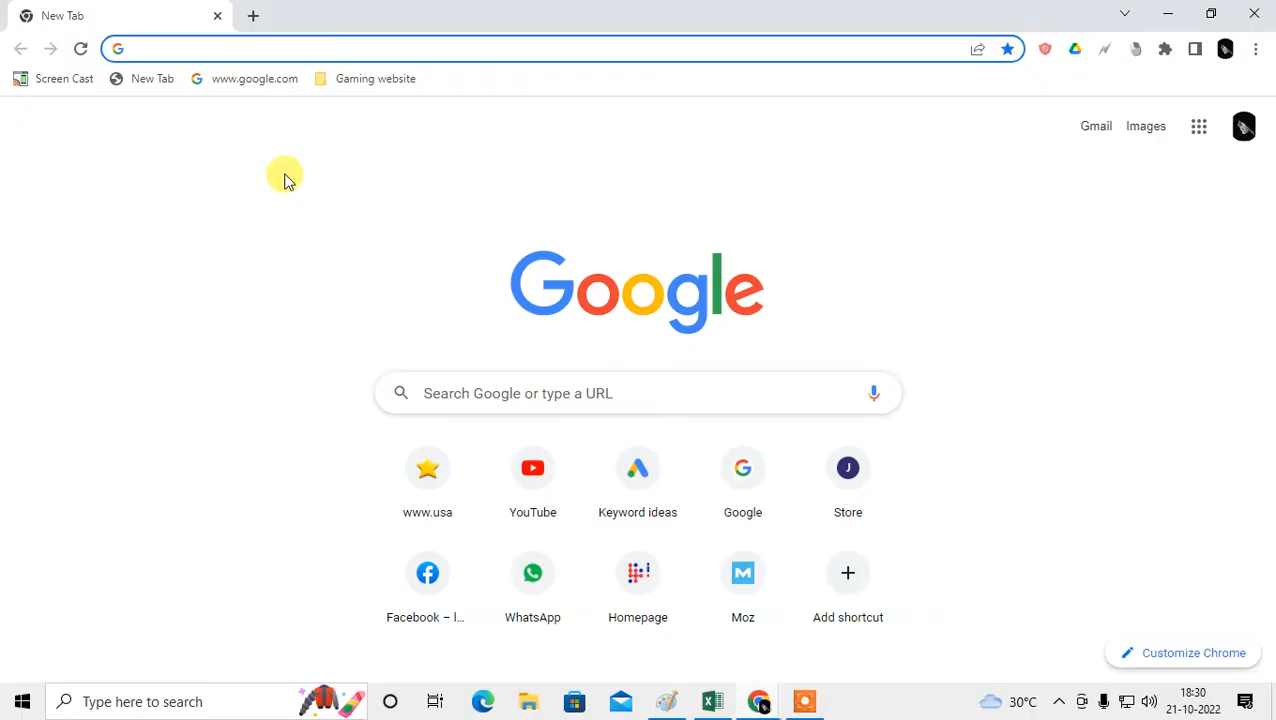 New Tab
Screen Cast New Tab www.google.com Gaming website
Gmail Images
Google
Search Google or type a URL
www.usa YouTube Keyword ideas Google Store
J
Facebook – l... WhatsApp Homepage Moz Add shortcut
Customize Chrome
Type here to search
30°C
18:30
21-10-2022